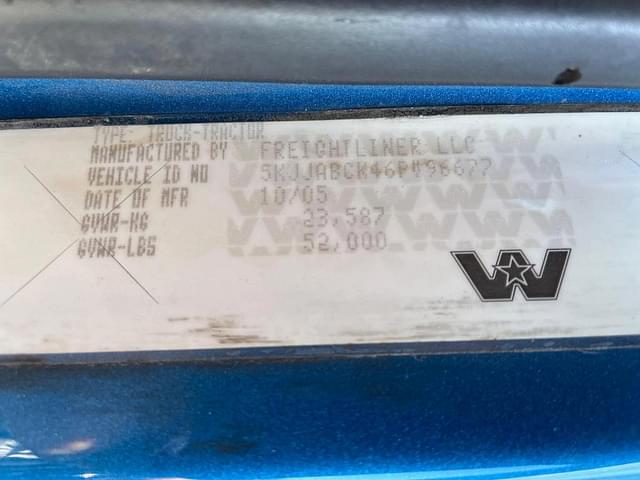 TYPE- TRUCK-TRACTOR
MANUFACTURED BY FREIGHTLINER LLC
VEHICLE ID NO 5KJJABCK46PV96677
DATE OF MFR 10/05
GVWR-KG 23,587
GVWR-LBS 52,000